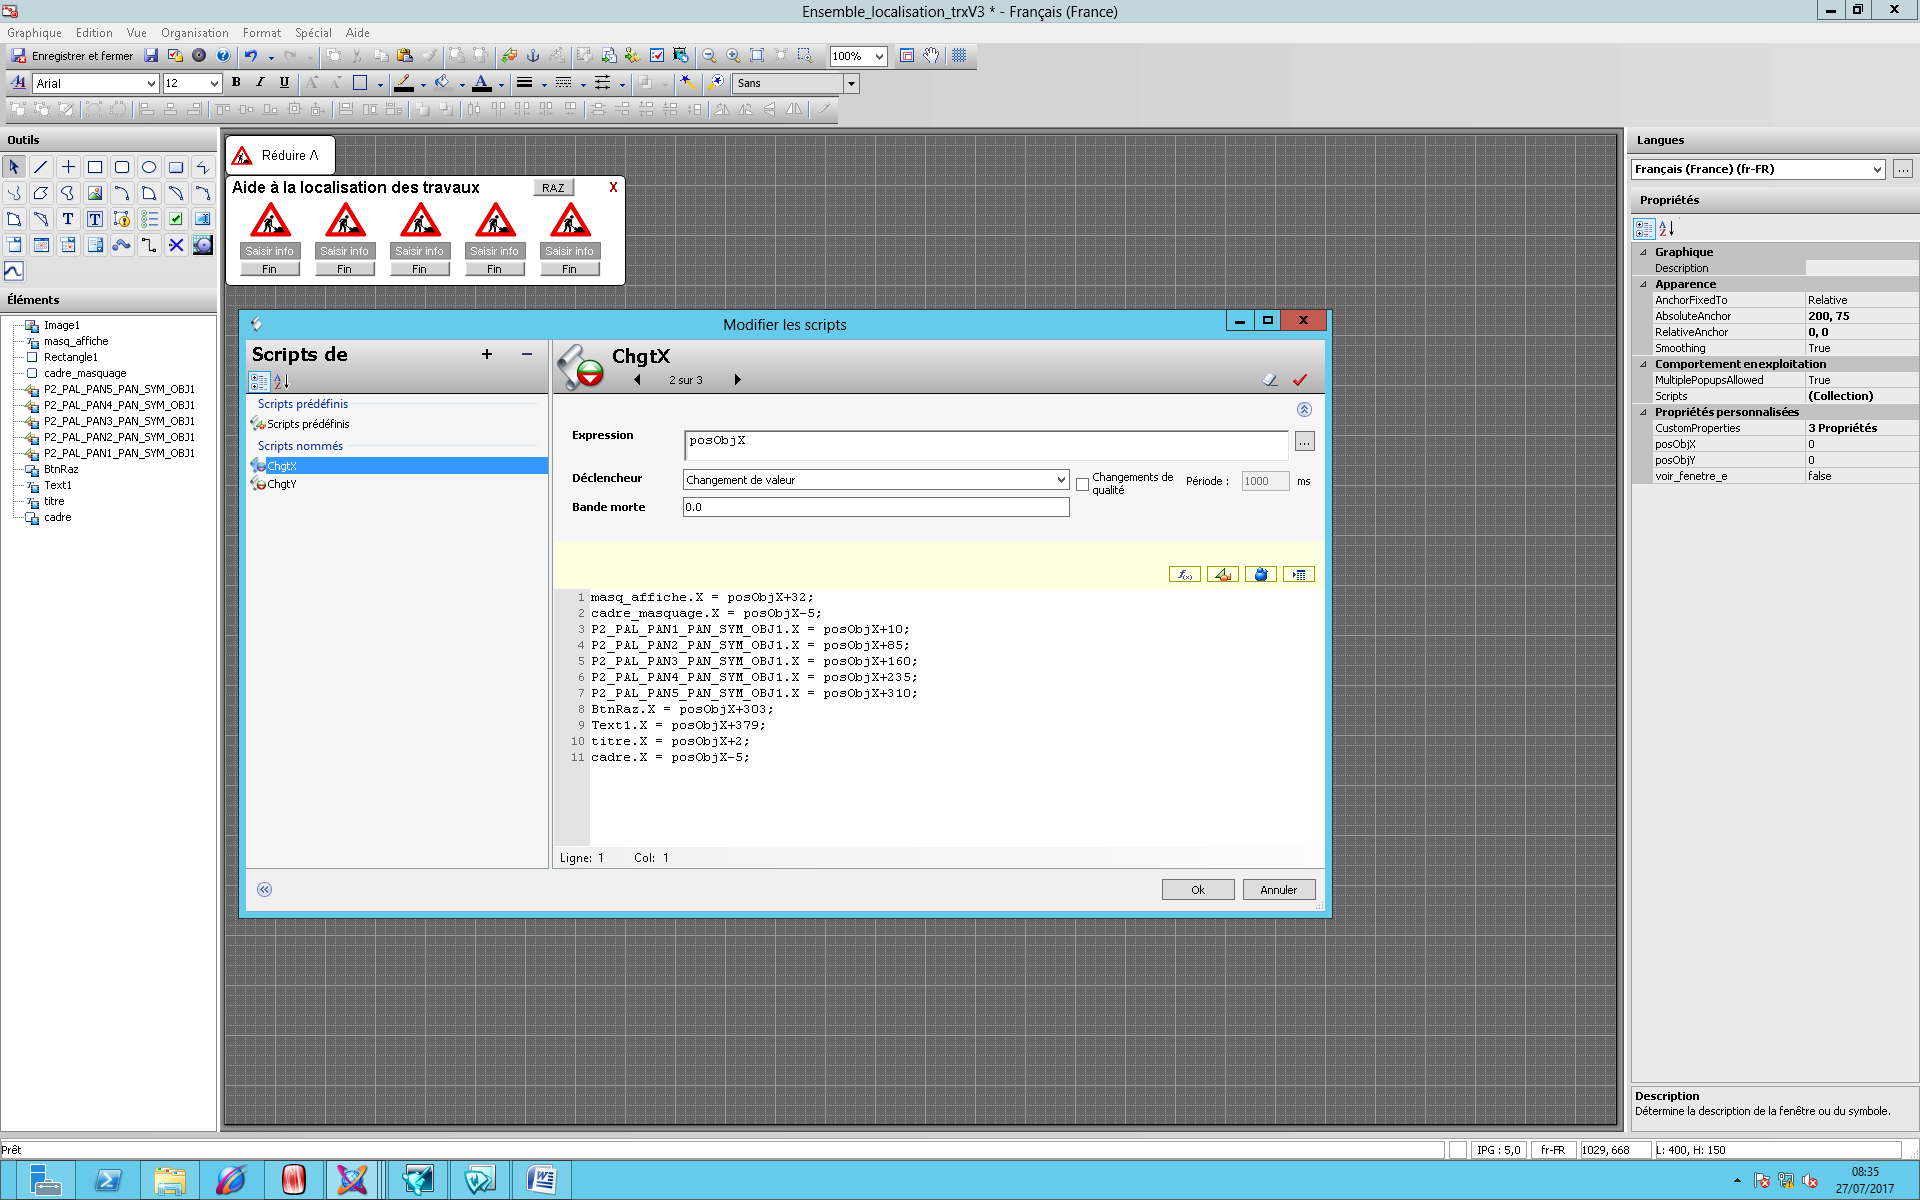 Ensemble_localisation_trxV3 * - Français (France)
Graphique Edition Vue Organisation Format Spécial Aide
Enregistrer et fermer 100%
Arial 12 B I U A Sans
Outils
Éléments
Image1
masq_affiche
Rectangle1
cadre_masquage
P2_PAL_PAN5_PAN_SYM_OBJ1
P2_PAL_PAN4_PAN_SYM_OBJ1
P2_PAL_PAN3_PAN_SYM_OBJ1
P2_PAL_PAN2_PAN_SYM_OBJ1
P2_PAL_PAN1_PAN_SYM_OBJ1
BtnRaz
Text1
titre
cadre
Réduire Λ
Aide à la localisation des travaux RAZ X
Saisir info Saisir info Saisir info Saisir info Saisir info
Fin Fin Fin Fin Fin
Modifier les scripts
Scripts de + −
Scripts prédéfinis
Scripts prédéfinis
Scripts nommés
ChgtX
ChgtY
ChgtX
2 sur 3
Expression posObjX ...
Déclencheur Changement de valeur Changements de qualité Période : 1000 ms
Bande morte 0.0
1 masq_affiche.X = posObjX+32;
2 cadre_masquage.X = posObjX-5;
3 P2_PAL_PAN1_PAN_SYM_OBJ1.X = posObjX+10;
4 P2_PAL_PAN2_PAN_SYM_OBJ1.X = posObjX+85;
5 P2_PAL_PAN3_PAN_SYM_OBJ1.X = posObjX+160;
6 P2_PAL_PAN4_PAN_SYM_OBJ1.X = posObjX+235;
7 P2_PAL_PAN5_PAN_SYM_OBJ1.X = posObjX+310;
8 BtnRaz.X = posObjX+303;
9 Text1.X = posObjX+379;
10 titre.X = posObjX+2;
11 cadre.X = posObjX-5;
Ligne: 1 Col: 1
Ok Annuler
Langues
Français (France) (fr-FR) ...
Propriétés
Graphique
Description
Apparence
AnchorFixedTo Relative
AbsoluteAnchor 200, 75
RelativeAnchor 0, 0
Smoothing True
Comportement en exploitation
MultiplePopupsAllowed True
Scripts (Collection)
Propriétés personnalisées
CustomProperties 3 Propriétés
posObjX 0
posObjY 0
voir_fenetre_e false
Description
Détermine la description de la fenêtre ou du symbole.
Prêt IPG : 5,0 fr-FR 1029, 668 L: 400, H: 150
08:35
27/07/2017